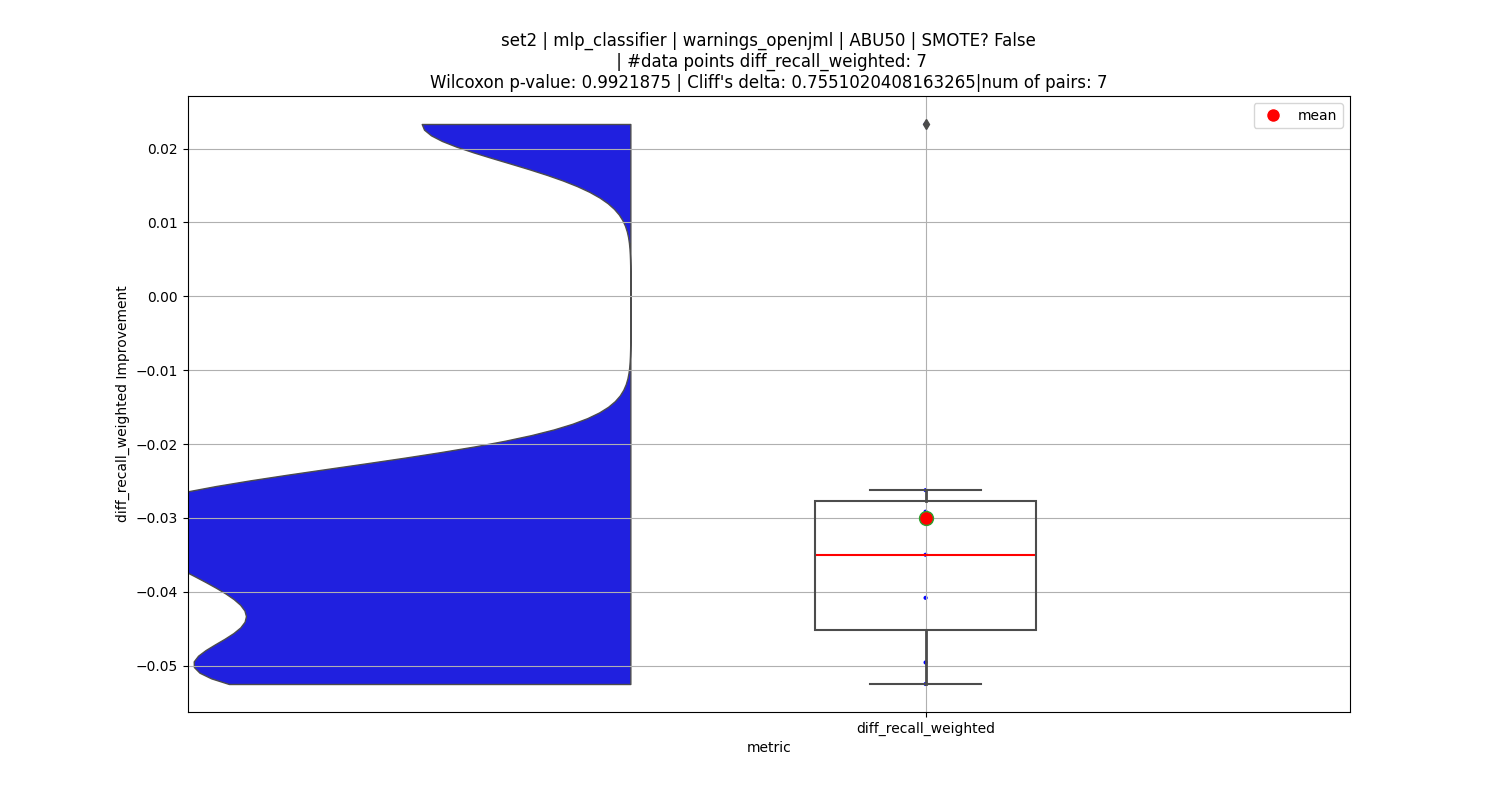 set2 | mlp_classifier | warnings_openjml | ABU50 | SMOTE? False
| #data points diff_recall_weighted: 7
Wilcoxon p-value: 0.9921875 | Cliff's delta: 0.7551020408163265|num of pairs: 7
mean
0.02
0.01
0.00
−0.01
−0.02
−0.03
−0.04
−0.05
diff_recall_weighted Improvement
diff_recall_weighted
metric